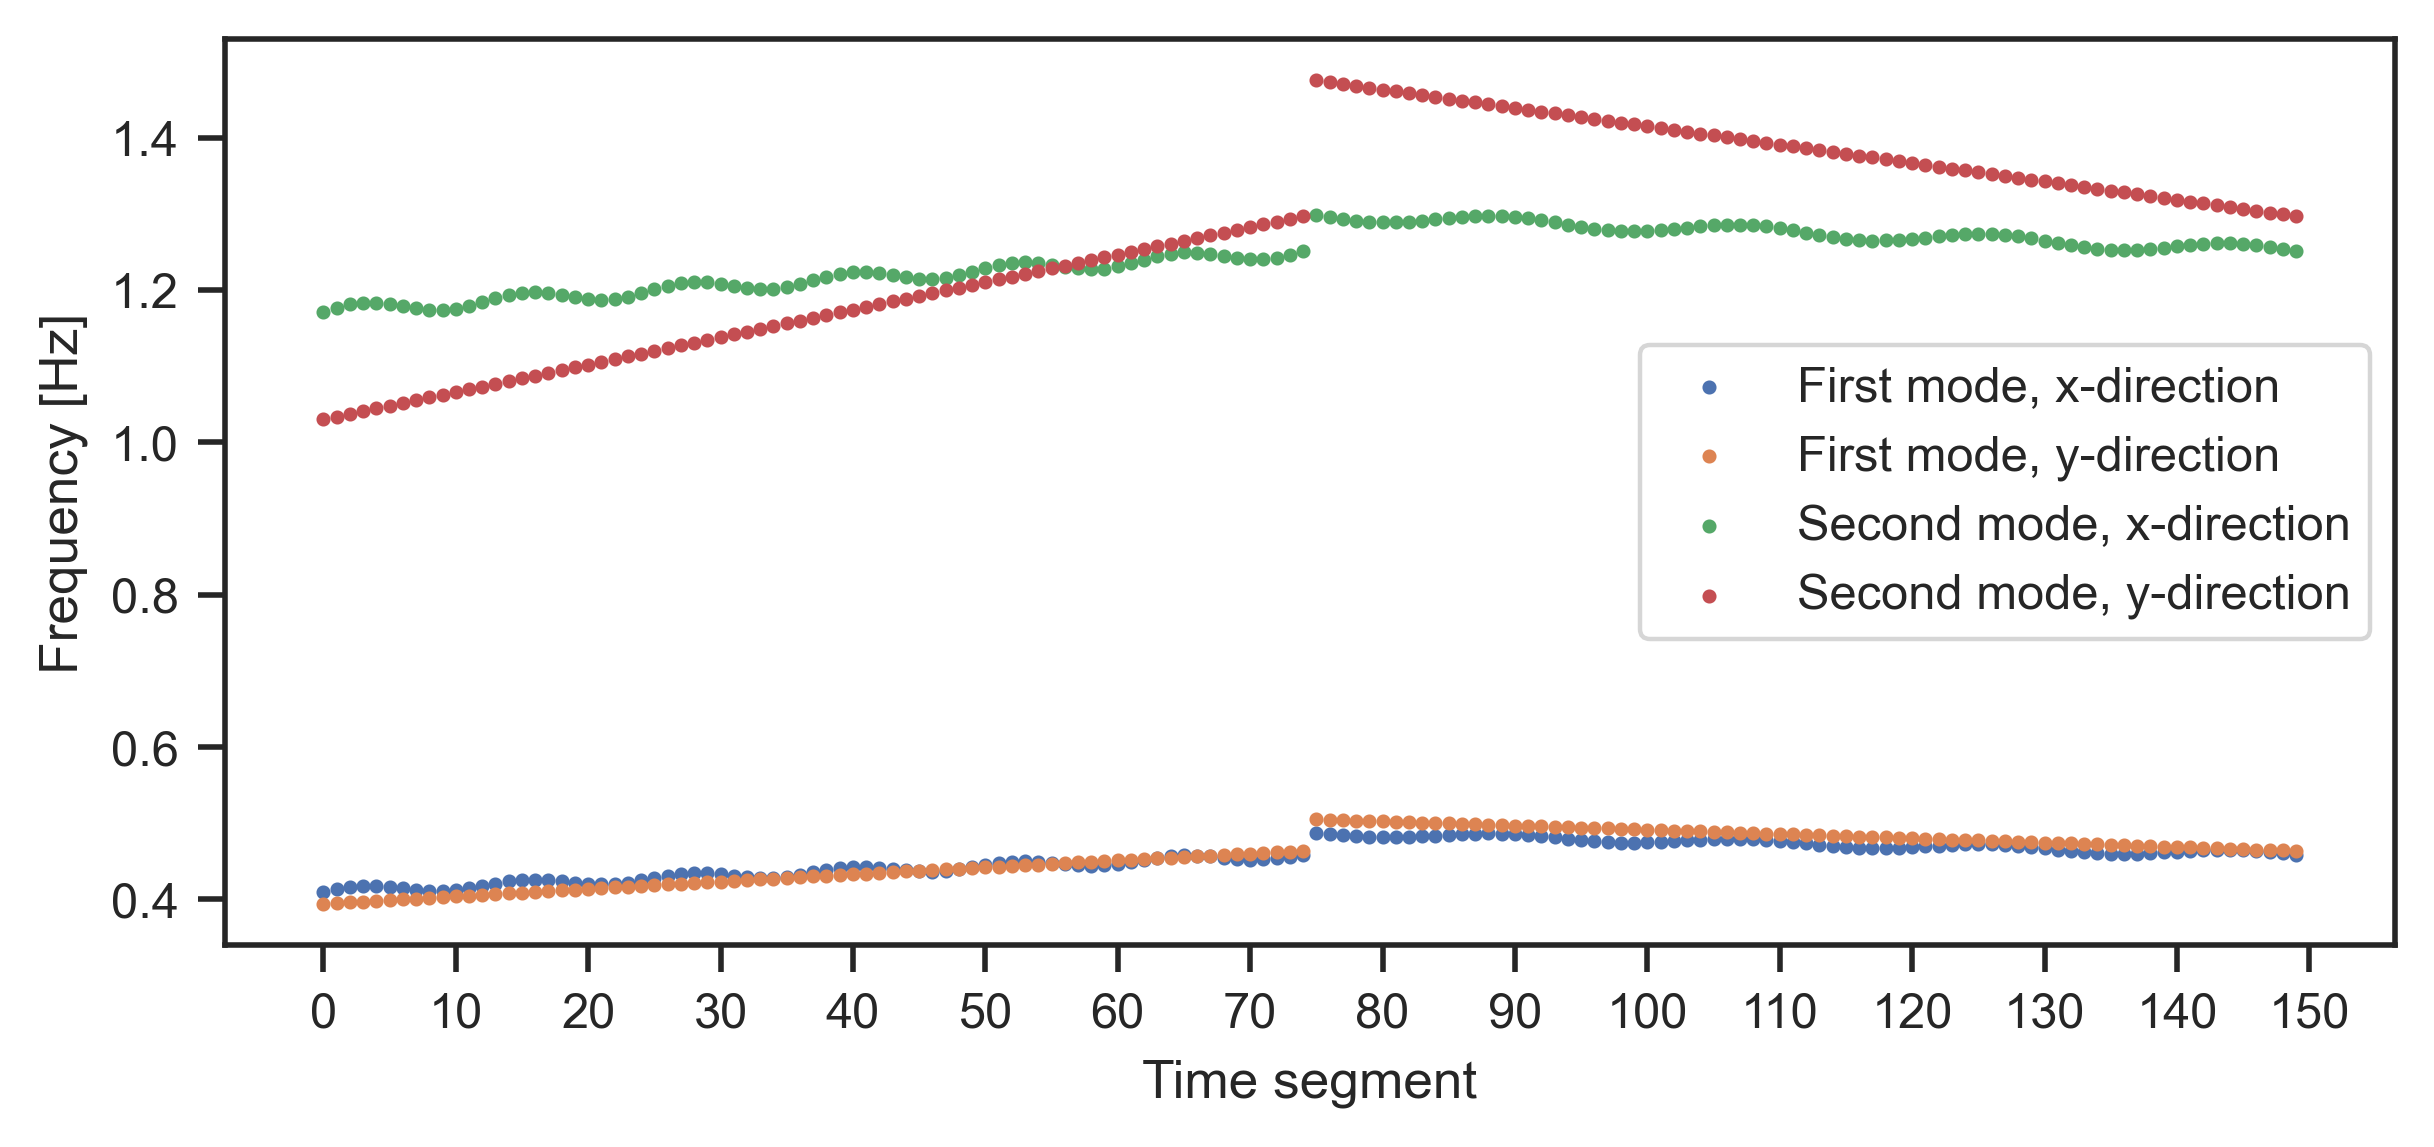 Frequency [Hz]
1.4
1.2
1.0
0.8
0.6
0.4
First mode, x-direction
First mode, y-direction
Second mode, x-direction
Second mode, y-direction
0 10 20 30 40 50 60 70 80 90 100 110 120 130 140 150
Time segment